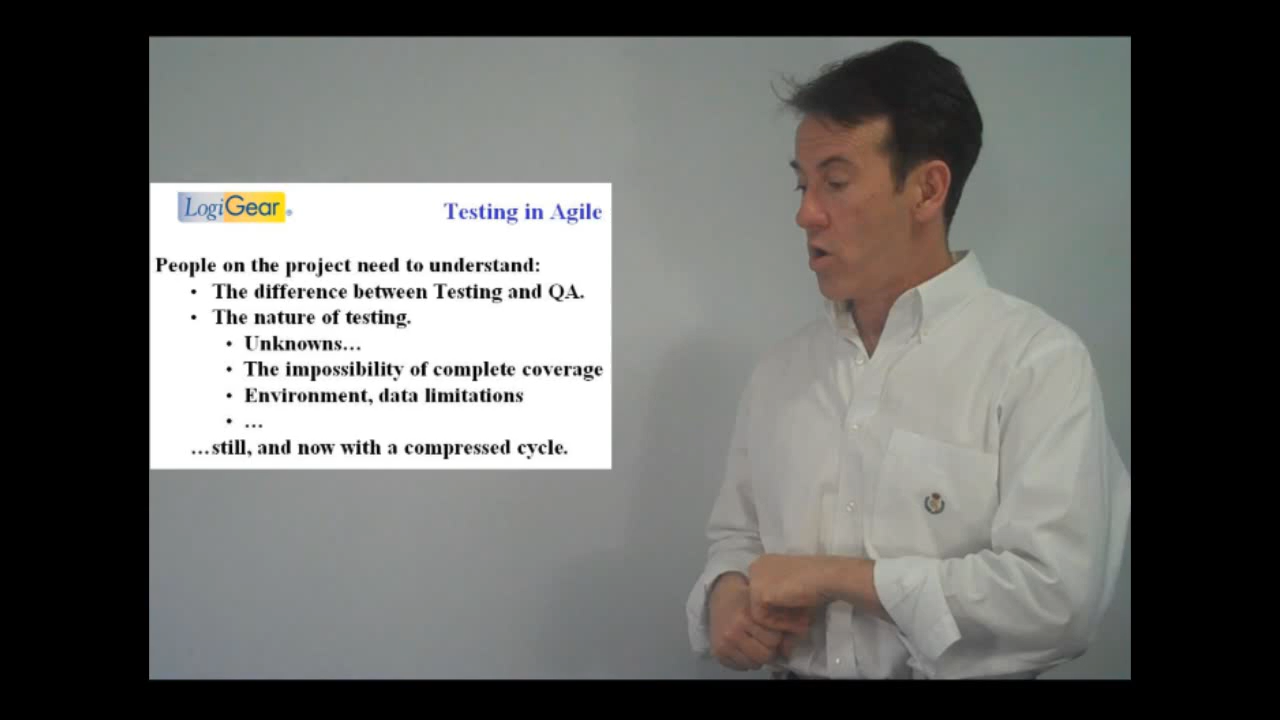 LogiGear®
Testing in Agile
People on the project need to understand:
• The difference between Testing and QA.
• The nature of testing.
• Unknowns…
• The impossibility of complete coverage
• Environment, data limitations
• …
…still, and now with a compressed cycle.